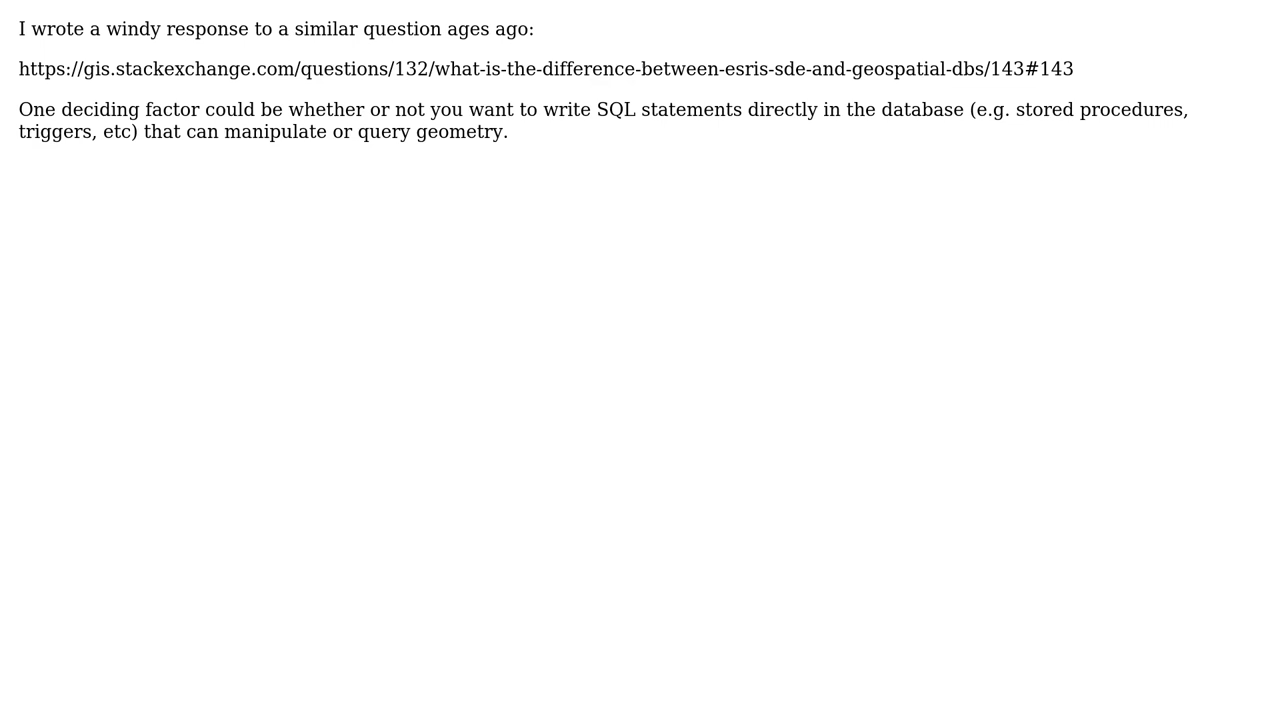 I wrote a windy response to a similar question ages ago:
https://gis.stackexchange.com/questions/132/what-is-the-difference-between-esris-sde-and-geospatial-dbs/143#143
One deciding factor could be whether or not you want to write SQL statements directly in the database (e.g. stored procedures,
triggers, etc) that can manipulate or query geometry.